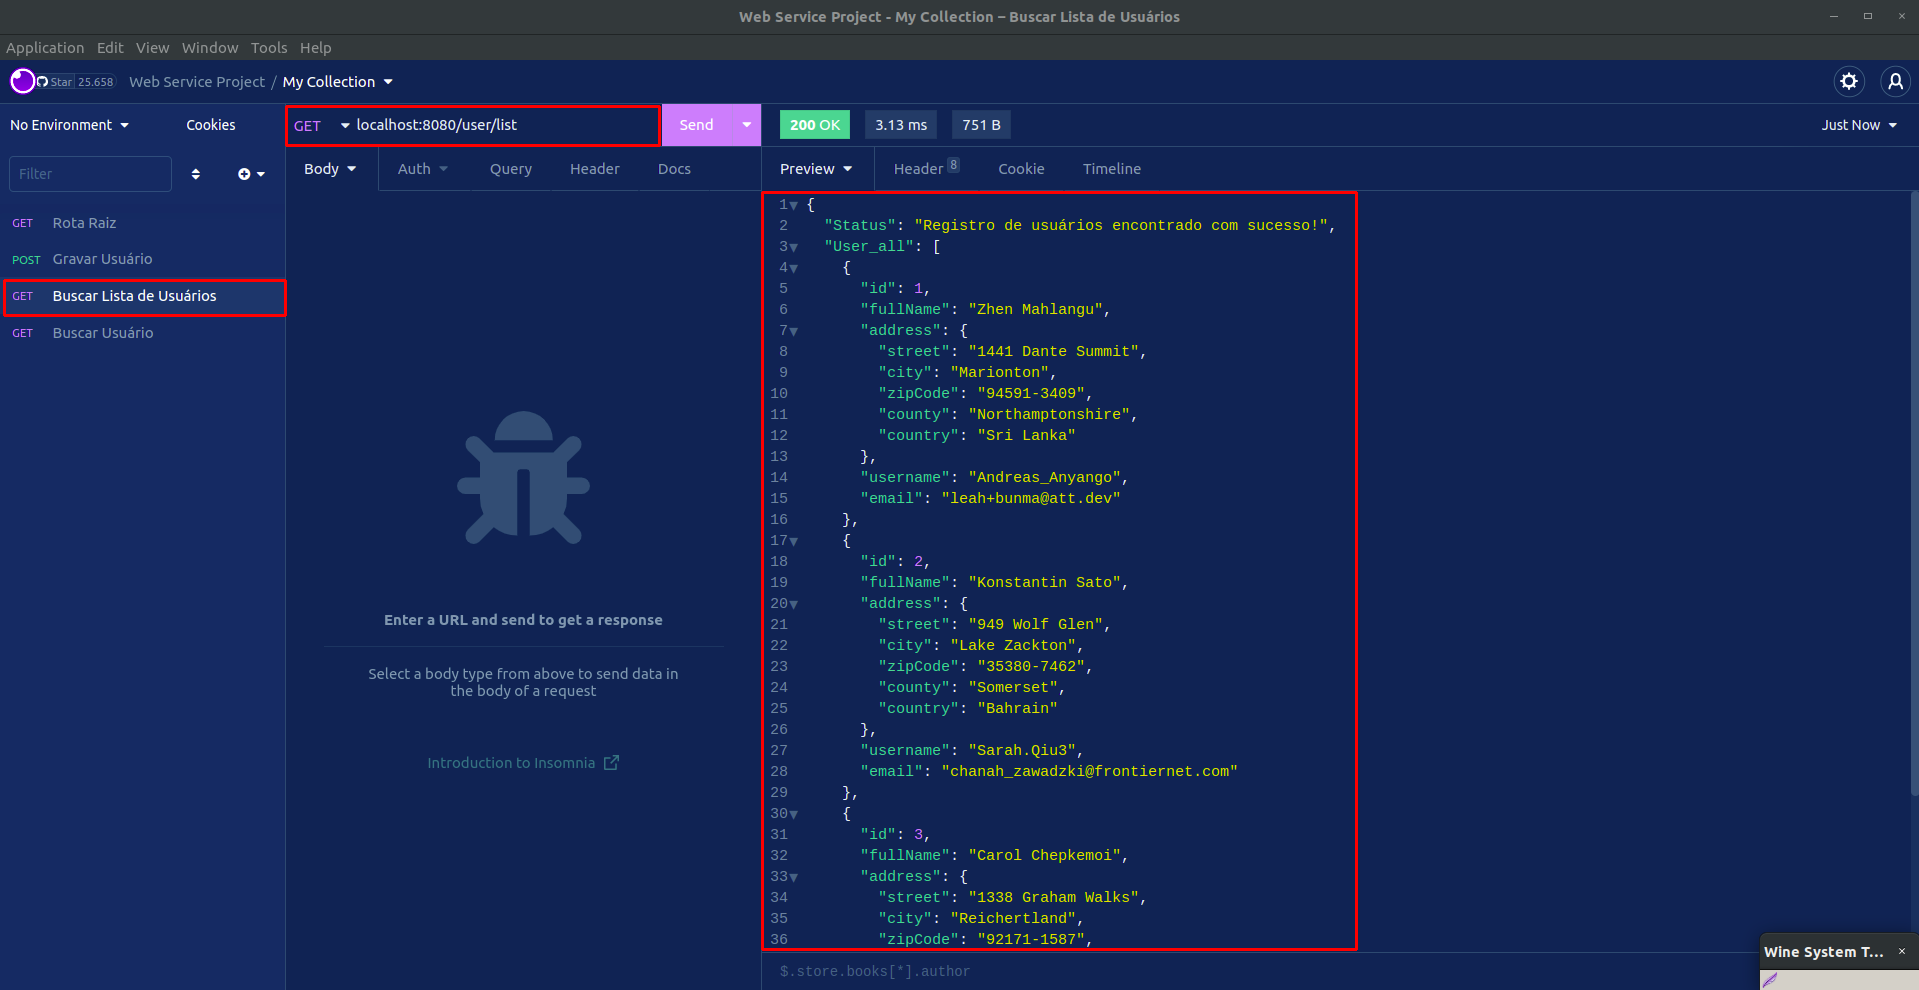 Web Service Project - My Collection – Buscar Lista de Usuários
Application Edit View Window Tools Help
Star 25.658 Web Service Project / My Collection
No Environment Cookies
Filter
GET Rota Raiz
POST Gravar Usuário
GET Buscar Lista de Usuários
GET Buscar Usuário
GET localhost:8080/user/list Send
Body Auth Query Header Docs
Enter a URL and send to get a response
Select a body type from above to send data in
the body of a request
Introduction to Insomnia
200 OK 3.13 ms 751 B Just Now
Preview Header 8 Cookie Timeline
1 {
2 "Status": "Registro de usuários encontrado com sucesso!",
3 "User_all": [
4 {
5 "id": 1,
6 "fullName": "Zhen Mahlangu",
7 "address": {
8 "street": "1441 Dante Summit",
9 "city": "Marionton",
10 "zipCode": "94591-3409",
11 "county": "Northamptonshire",
12 "country": "Sri Lanka"
13 },
14 "username": "Andreas_Anyango",
15 "email": "leah+bunma@att.dev"
16 },
17 {
18 "id": 2,
19 "fullName": "Konstantin Sato",
20 "address": {
21 "street": "949 Wolf Glen",
22 "city": "Lake Zackton",
23 "zipCode": "35380-7462",
24 "county": "Somerset",
25 "country": "Bahrain"
26 },
27 "username": "Sarah.Qiu3",
28 "email": "chanah_zawadzki@frontiernet.com"
29 },
30 {
31 "id": 3,
32 "fullName": "Carol Chepkemoi",
33 "address": {
34 "street": "1338 Graham Walks",
35 "city": "Reichertland",
36 "zipCode": "92171-1587",
$.store.books[*].author
Wine System T...